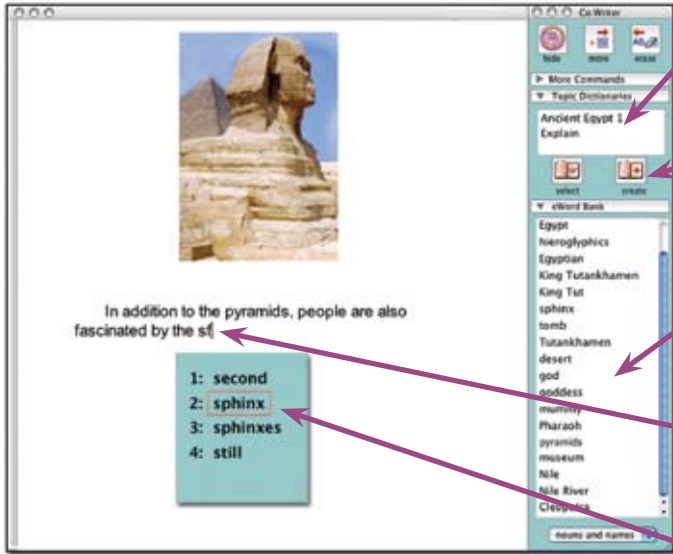 Co:Writer
hide more erase
More Commands
Topic Dictionaries
Ancient Egypt 1
Explain
select create
eWord Bank
Egypt
hieroglyphics
Egyptian
King Tutankhamen
King Tut
sphinx
tomb
Tutankhamen
desert
god
goddess
mummy
Pharaoh
pyramids
museum
Nile
Nile River
Cleopatra
nouns and names
In addition to the pyramids, people are also
fascinated by the sf
1: second
2: sphinx
3: sphinxes
4: still